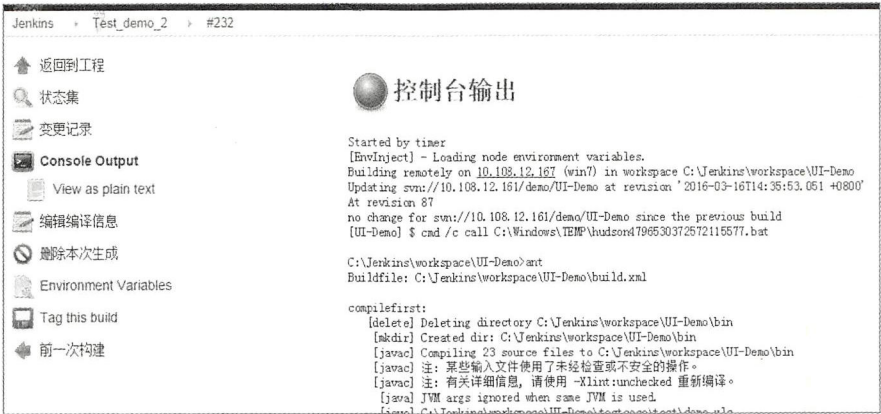 Jenkins › Test_demo_2 › #232
返回到工程
状态集
变更记录
Console Output
View as plain text
编辑编译信息
删除本次生成
Environment Variables
Tag this build
前一次构建
控制台输出
Started by timer
[EnvInject] - Loading node environment variables.
Building remotely on 10.108.12.167 (win7) in workspace C:\Jenkins\workspace\UI-Demo
Updating svn://10.108.12.161/demo/UI-Demo at revision '2016-03-16T14:35:53.051 +0800'
At revision 87
no change for svn://10.108.12.161/demo/UI-Demo since the previous build
[UI-Demo] $ cmd /c call C:\Windows\TEMP\hudson4796530372572115577.bat
C:\Jenkins\workspace\UI-Demo>ant
Buildfile: C:\Jenkins\workspace\UI-Demo\build.xml
compilefirst:
[delete] Deleting directory C:\Jenkins\workspace\UI-Demo\bin
[mkdir] Created dir: C:\Jenkins\workspace\UI-Demo\bin
[javac] Compiling 23 source files to C:\Jenkins\workspace\UI-Demo\bin
[javac] 注: 某些输入文件使用了未经检查或不安全的操作。
[javac] 注: 有关详细信息, 请使用 -Xlint:unchecked 重新编译。
[java] JVM args ignored when same JVM is used.
[java] C:\Jenkins\workspace\UI-Demo\testcase\test\demo.xls